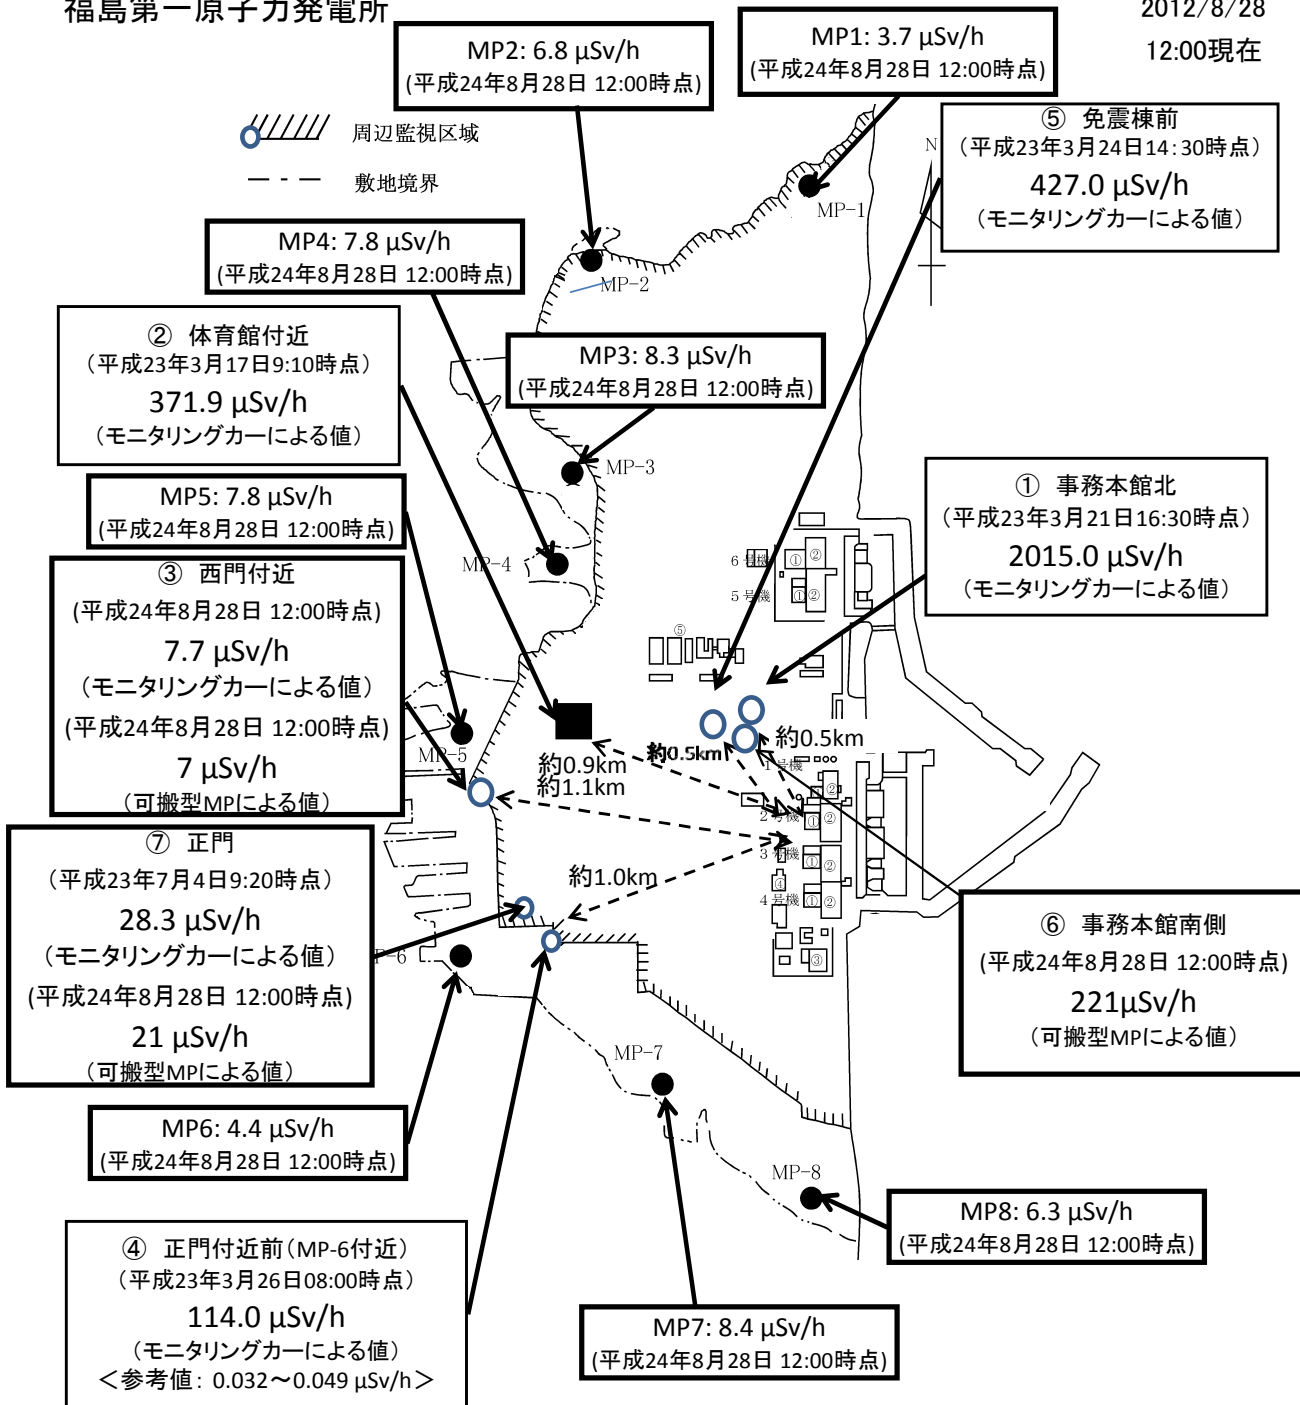 福島第一原子力発電所
2012/8/28
12:00現在
MP2: 6.8 μSv/h
(平成24年8月28日 12:00時点)
MP1: 3.7 μSv/h
(平成24年8月28日 12:00時点)
周辺監視区域
敷地境界
⑤ 免震棟前
(平成23年3月24日14:30時点)
427.0 μSv/h
(モニタリングカーによる値)
N
MP-1
MP4: 7.8 μSv/h
(平成24年8月28日 12:00時点)
MP-2
② 体育館付近
(平成23年3月17日9:10時点)
371.9 μSv/h
(モニタリングカーによる値)
MP3: 8.3 μSv/h
(平成24年8月28日 12:00時点)
MP-3
MP5: 7.8 μSv/h
(平成24年8月28日 12:00時点)
① 事務本館北
(平成23年3月21日16:30時点)
2015.0 μSv/h
(モニタリングカーによる値)
MP-4
6号機
①
②
5号機
①
②
③ 西門付近
(平成24年8月28日 12:00時点)
7.7 μSv/h
(モニタリングカーによる値)
(平成24年8月28日 12:00時点)
7 μSv/h
(可搬型MPによる値)
⑤
MP-5
約0.9km
約1.1km
約0.5km
約0.5km
1号機
②
2号機
①
②
3号機
①
②
④
4号機
①
②
③
約1.0km
⑦ 正門
(平成23年7月4日9:20時点)
28.3 μSv/h
(モニタリングカーによる値)
(平成24年8月28日 12:00時点)
21 μSv/h
(可搬型MPによる値)
P-6
⑥ 事務本館南側
(平成24年8月28日 12:00時点)
221μSv/h
(可搬型MPによる値)
MP-7
MP6: 4.4 μSv/h
(平成24年8月28日 12:00時点)
MP-8
MP8: 6.3 μSv/h
(平成24年8月28日 12:00時点)
④ 正門付近前(MP-6付近)
(平成23年3月26日08:00時点)
114.0 μSv/h
(モニタリングカーによる値)
＜参考値: 0.032～0.049 μSv/h＞
MP7: 8.4 μSv/h
(平成24年8月28日 12:00時点)